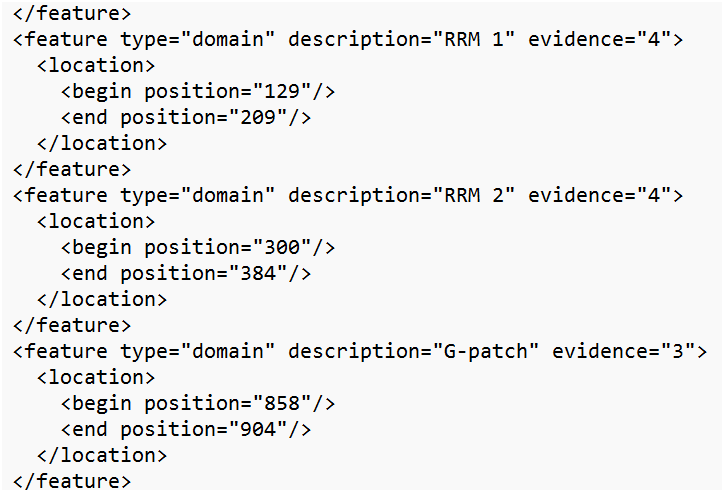 </feature>
<feature type="domain" description="RRM 1" evidence="4">
  <location>
    <begin position="129"/>
    <end position="209"/>
  </location>
</feature>
<feature type="domain" description="RRM 2" evidence="4">
  <location>
    <begin position="300"/>
    <end position="384"/>
  </location>
</feature>
<feature type="domain" description="G-patch" evidence="3">
  <location>
    <begin position="858"/>
    <end position="904"/>
  </location>
</feature>